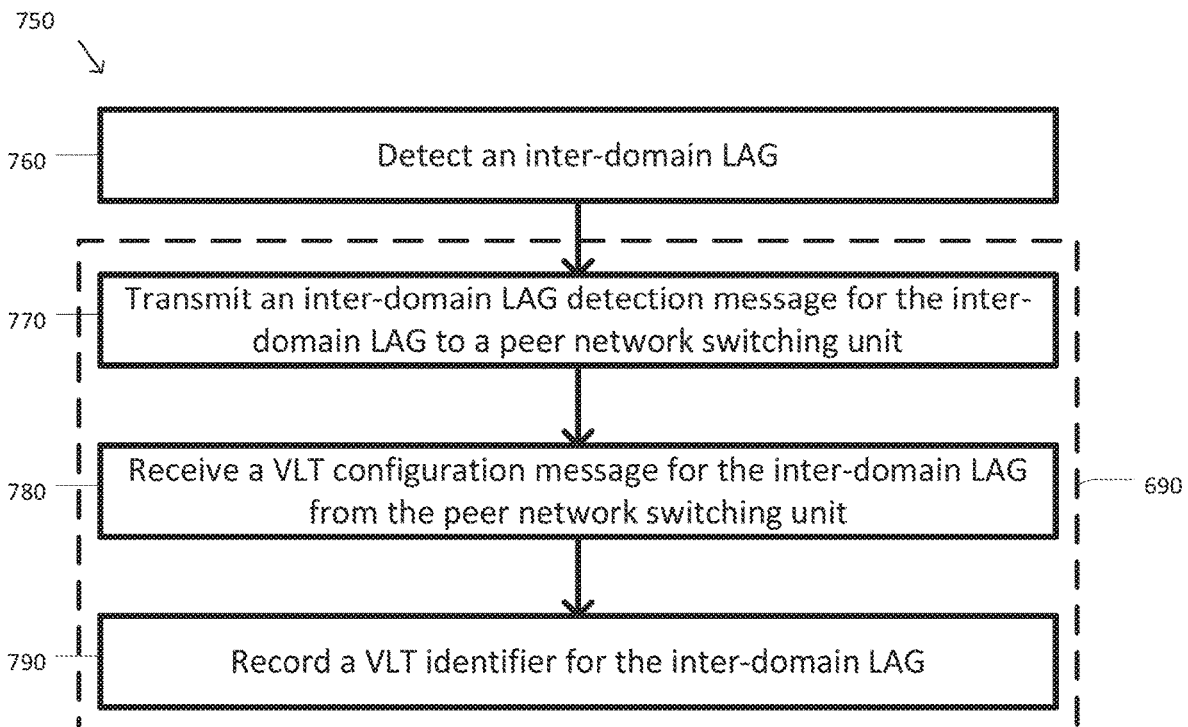 750
760
Detect an inter-domain LAG
770
Transmit an inter-domain LAG detection message for the inter-
domain LAG to a peer network switching unit
780
Receive a VLT configuration message for the inter-domain LAG
from the peer network switching unit
690
790
Record a VLT identifier for the inter-domain LAG